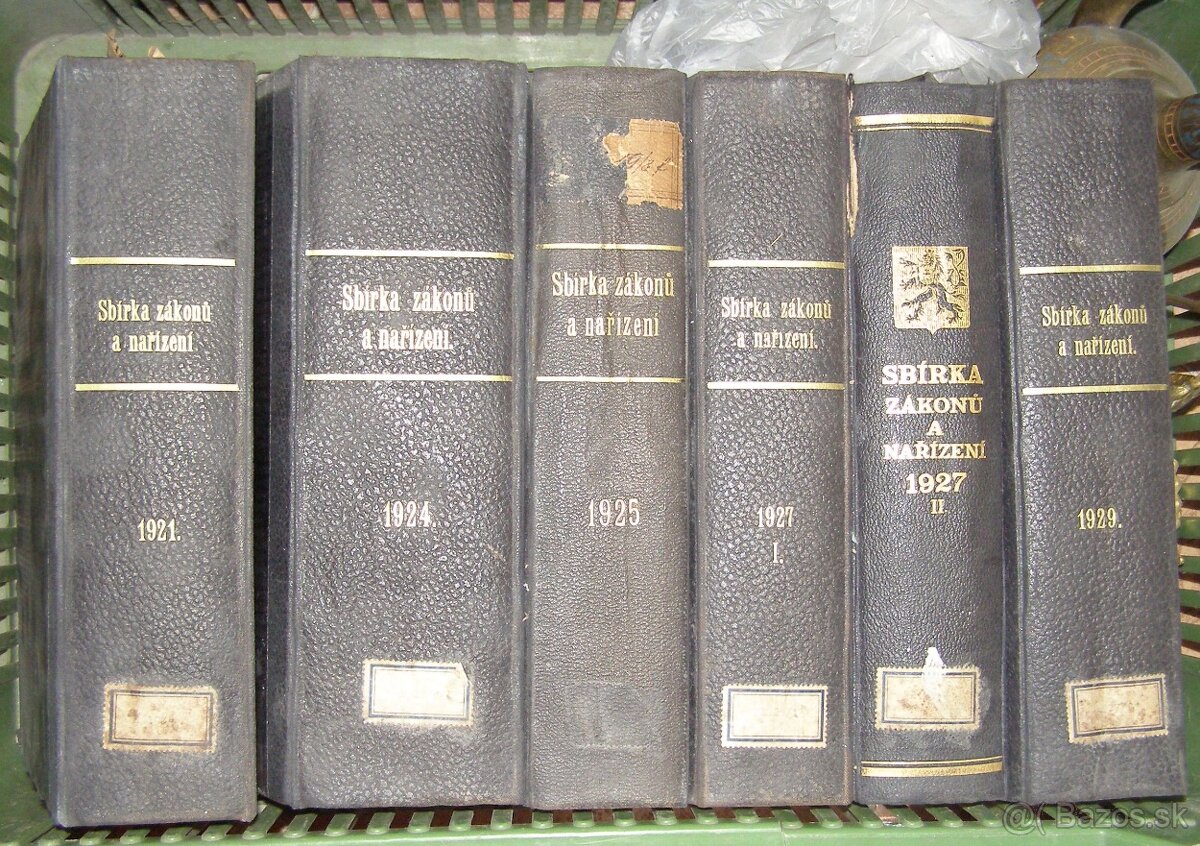 Sbírka zákonů
a nařízení
1921.
Sbírka zákonů
a nařízení.
1924.
Sbírka zákonů
a nařízení
1925
Sbírka zákonů
a nařízení.
1927
I.
SBÍRKA
ZÁKONŮ
A
NAŘÍZENÍ
1927
II
Sbírka zákonů
a nařízení.
1929.
@( Bazos.sk